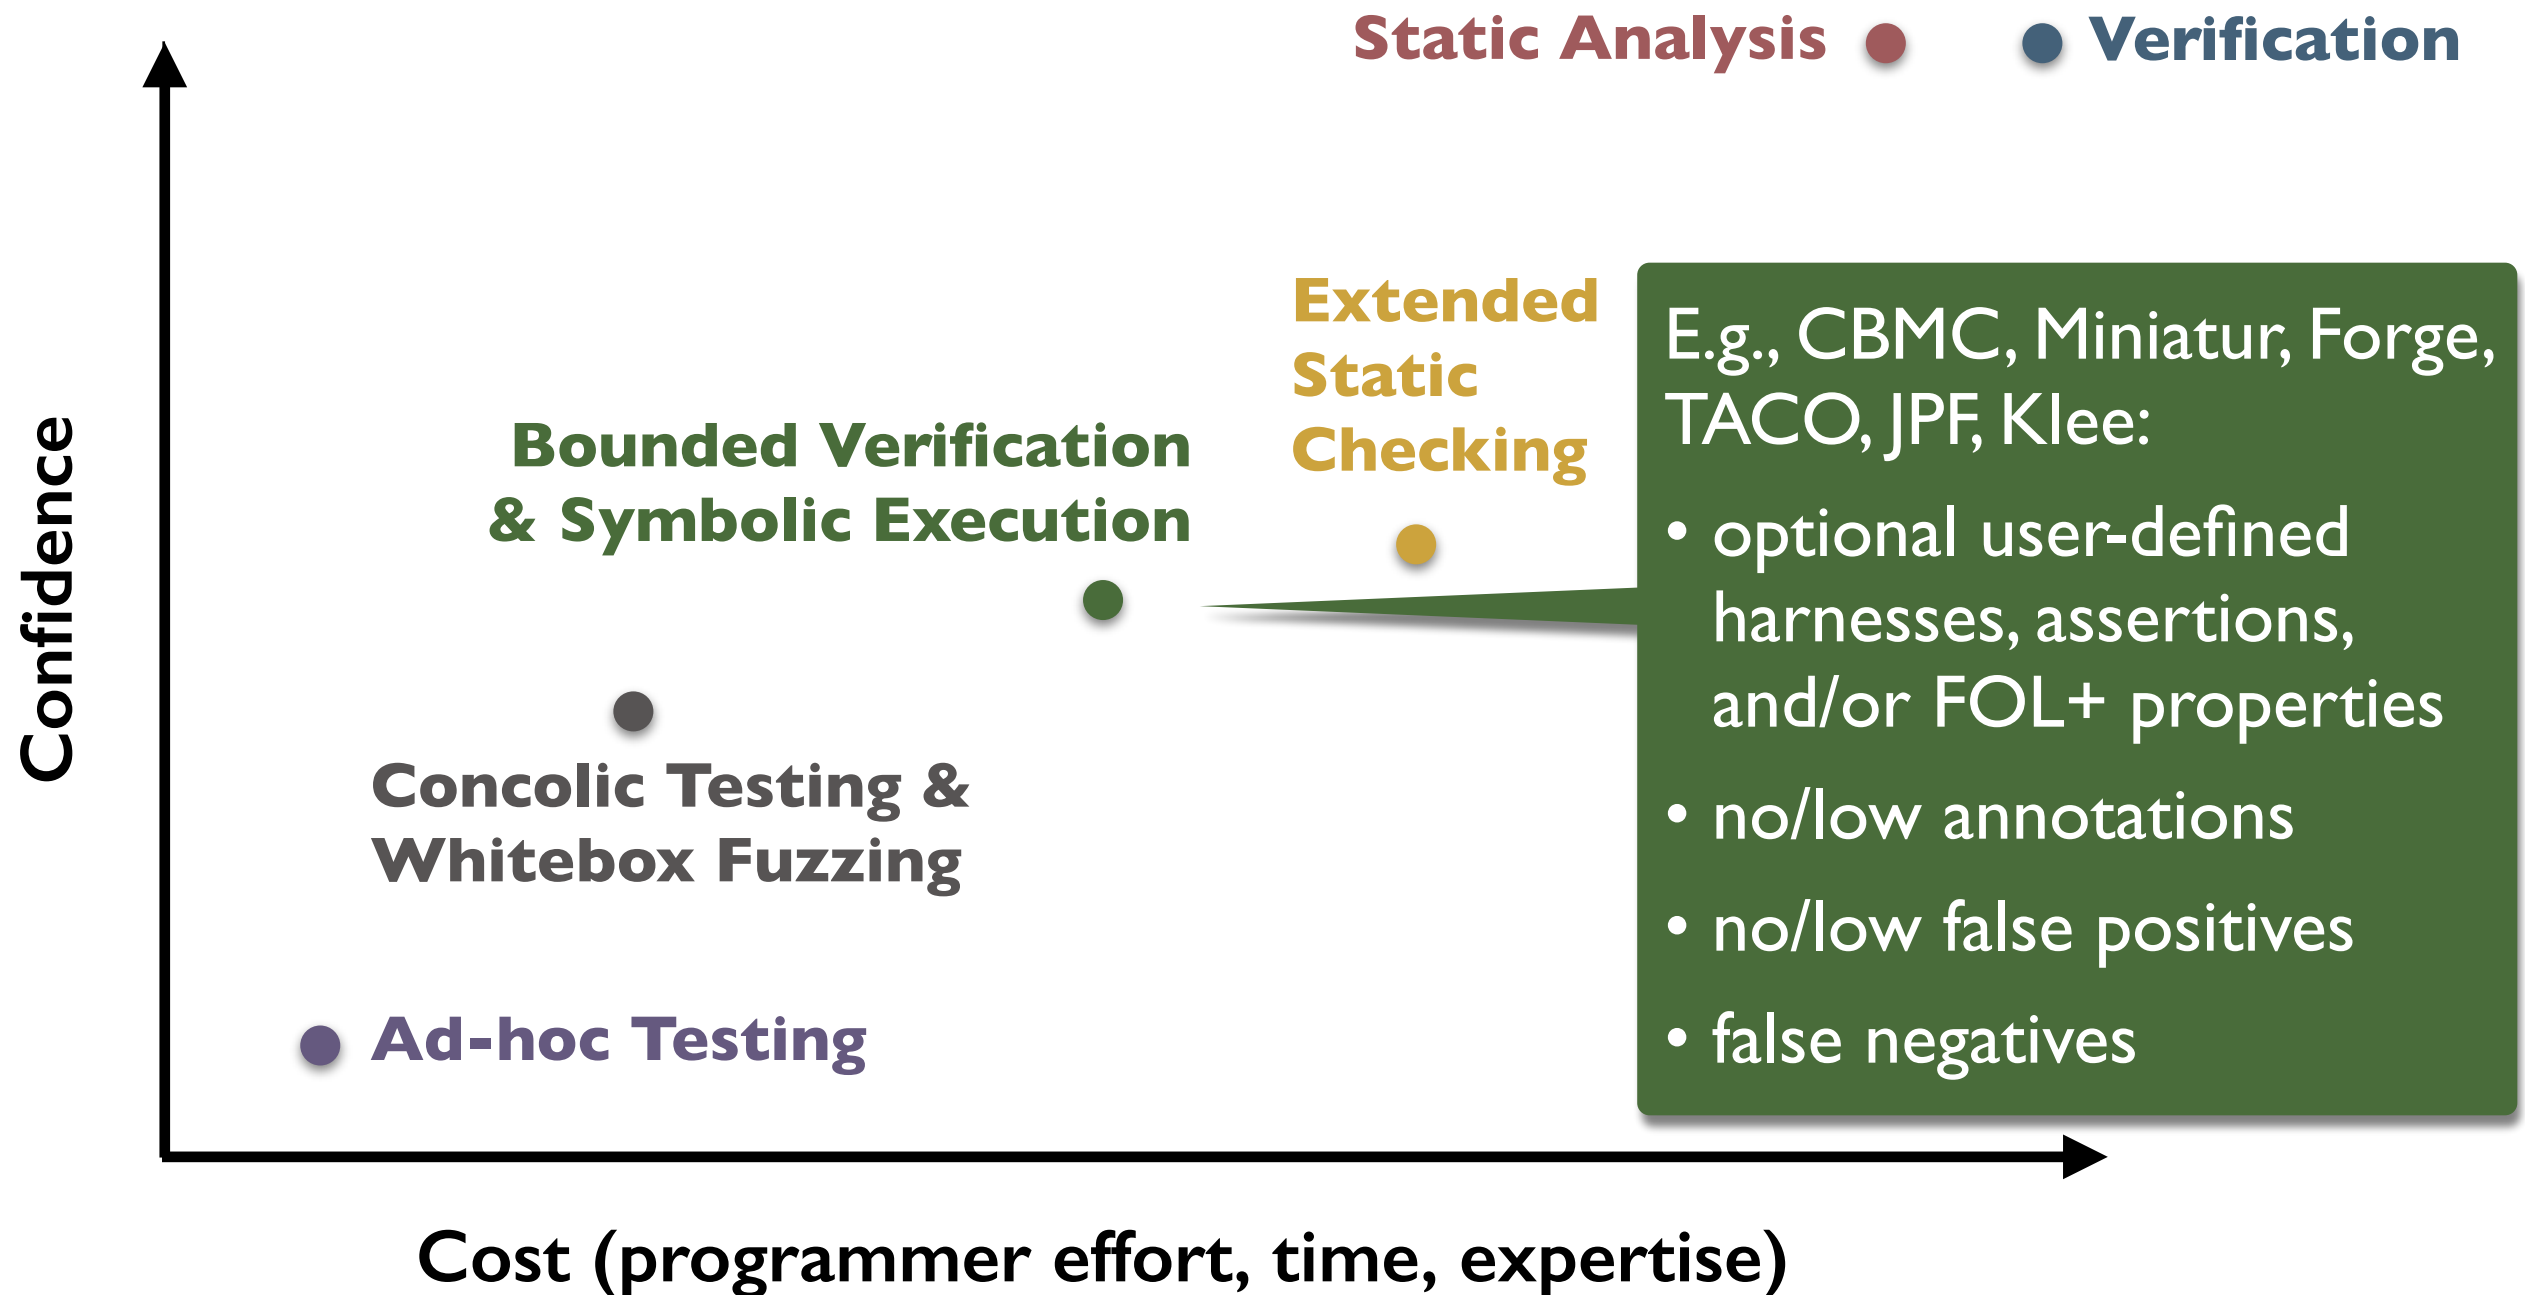 Static Analysis
Verification
Extended
Static
Checking
E.g., CBMC, Miniatur, Forge,
TACO, JPF, Klee:
• optional user-defined
harnesses, assertions,
and/or FOL+ properties
• no/low annotations
• no/low false positives
• false negatives
Bounded Verification
& Symbolic Execution
Concolic Testing &
Whitebox Fuzzing
Ad-hoc Testing
Confidence
Cost (programmer effort, time, expertise)